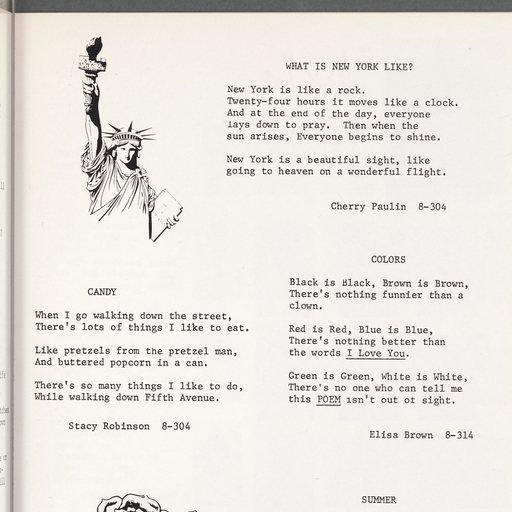 WHAT IS NEW YORK LIKE?
New York is like a rock.
Twenty-four hours it moves like a clock.
And at the end of the day, everyone
lays down to pray.  Then when the
sun arises, Everyone begins to shine.
New York is a beautiful sight, like
going to heaven on a wonderful flight.
Cherry Paulin  8-304
CANDY
When I go walking down the street,
There's lots of things I like to eat.
Like pretzels from the pretzel man,
And buttered popcorn in a can.
There's so many things I like to do,
While walking down Fifth Avenue.
Stacy Robinson  8-304
COLORS
Black is Black, Brown is Brown,
There's nothing funnier than a
clown.
Red is Red, Blue is Blue,
There's nothing better than
the words I Love You.
Green is Green, White is White,
There's no one who can tell me
this POEM isn't out of sight.
Elisa Brown  8-314
SUMMER